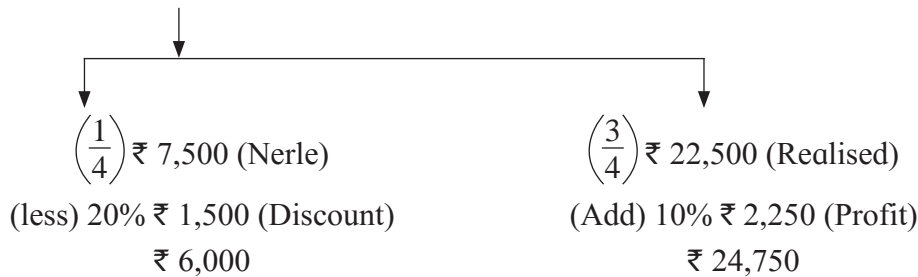 (1/4) ₹ 7,500 (Nerle)
(less) 20% ₹ 1,500 (Discount)
₹ 6,000
(3/4) ₹ 22,500 (Realised)
(Add) 10% ₹ 2,250 (Profit)
₹ 24,750